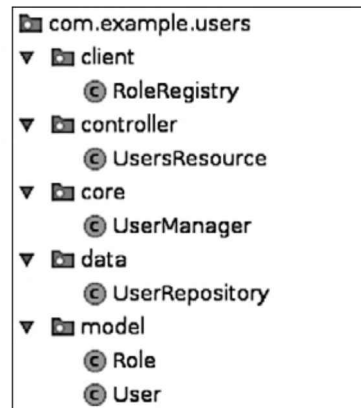 com.example.users
client
RoleRegistry
controller
UsersResource
core
UserManager
data
UserRepository
model
Role
User